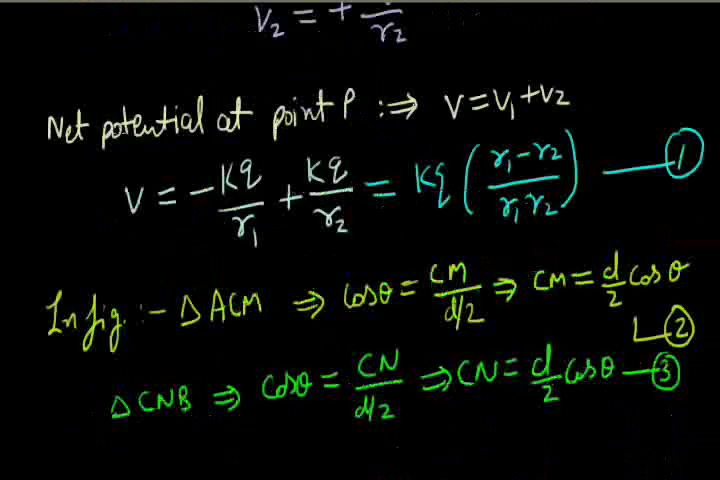 V₂ = + / r₂
Net potential at point P :⇒ V = V₁ + V₂
V = -Kq/r₁ + Kq/r₂ = Kq ( r₁-r₂ / r₁r₂ ) — ①
In fig :- △ACM ⇒ Cosθ = CM / d/2 ⇒ CM = d/2 Cosθ
②
△CNB ⇒ Cosθ = CN / d/2 ⇒ CN = d/2 Cosθ — ③